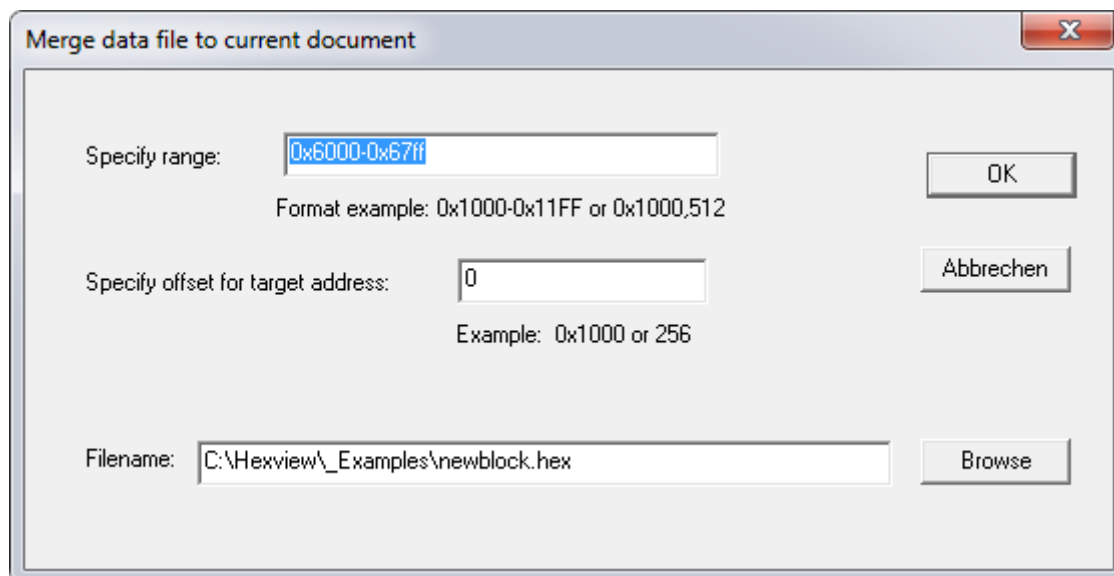 Merge data file to current document
Specify range: 0x6000-0x67ff
OK
Format example: 0x1000-0x11FF or 0x1000,512
Specify offset for target address: 0
Abbrechen
Example: 0x1000 or 256
Filename: C:\Hexview\_Examples\newblock.hex
Browse